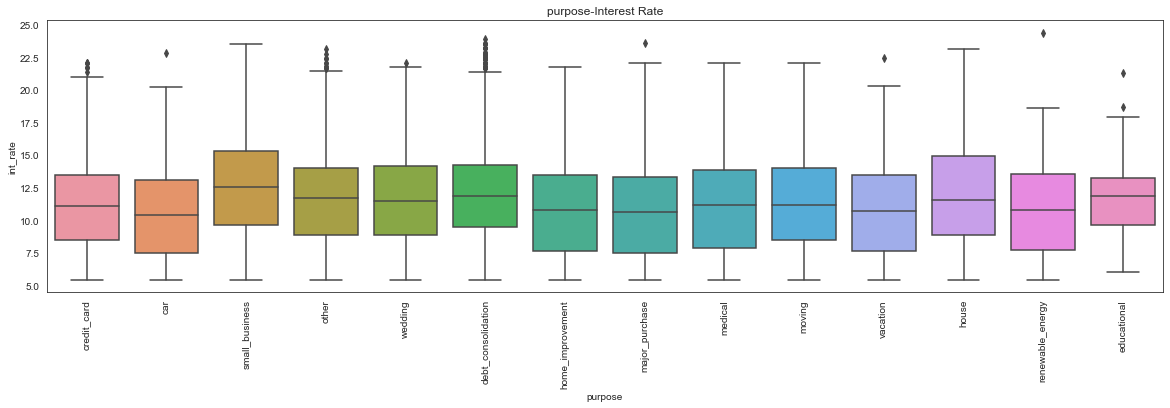 purpose-Interest Rate
int_rate
25.0
22.5
20.0
17.5
15.0
12.5
10.0
7.5
5.0
credit_card
car
small_business
other
wedding
debt_consolidation
home_improvement
major_purchase
medical
moving
vacation
house
renewable_energy
educational
purpose